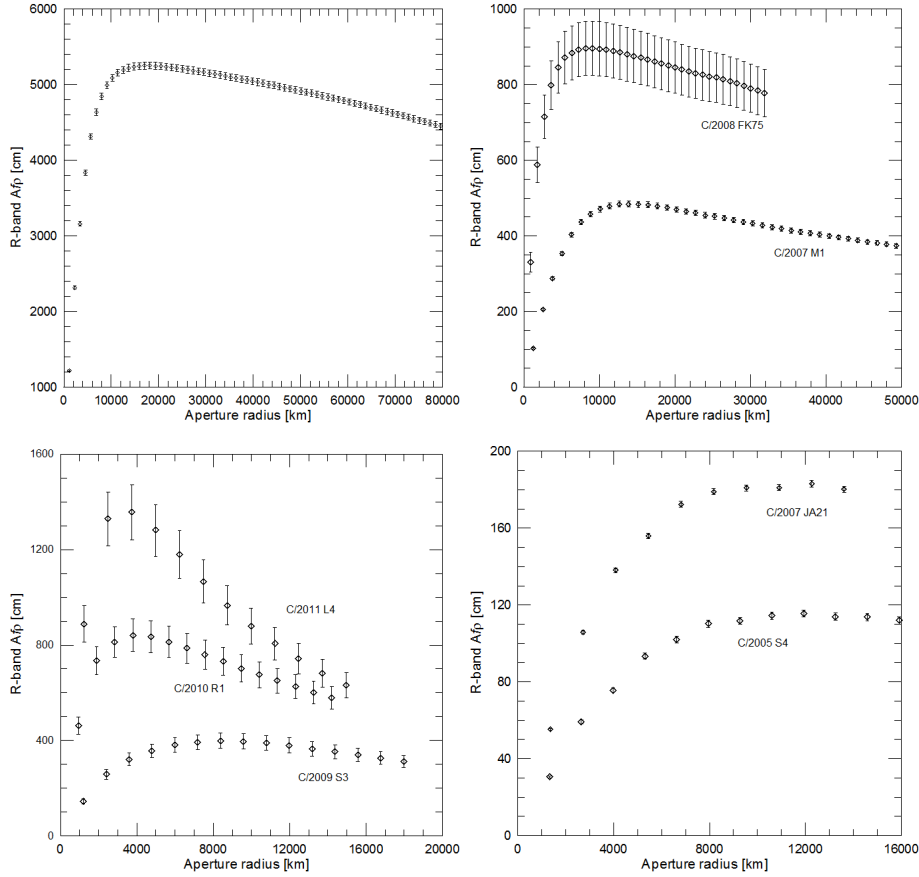 6000
5000
4000
3000
2000
1000
0 10000 20000 30000 40000 50000 60000 70000 80000
R-band Afρ [cm]
Aperture radius [km]
1000
800
600
400
200
0
0 10000 20000 30000 40000 50000
R-band Afρ [cm]
Aperture radius [km]
C/2008 FK75
C/2007 M1
1600
1200
800
400
0
0 4000 8000 12000 16000 20000
R-band Afρ [cm]
Aperture radius [km]
C/2011 L4
C/2010 R1
C/2009 S3
200
160
120
80
40
0
0 4000 8000 12000 16000
R-band Afρ [cm]
Aperture radius [km]
C/2007 JA21
C/2005 S4